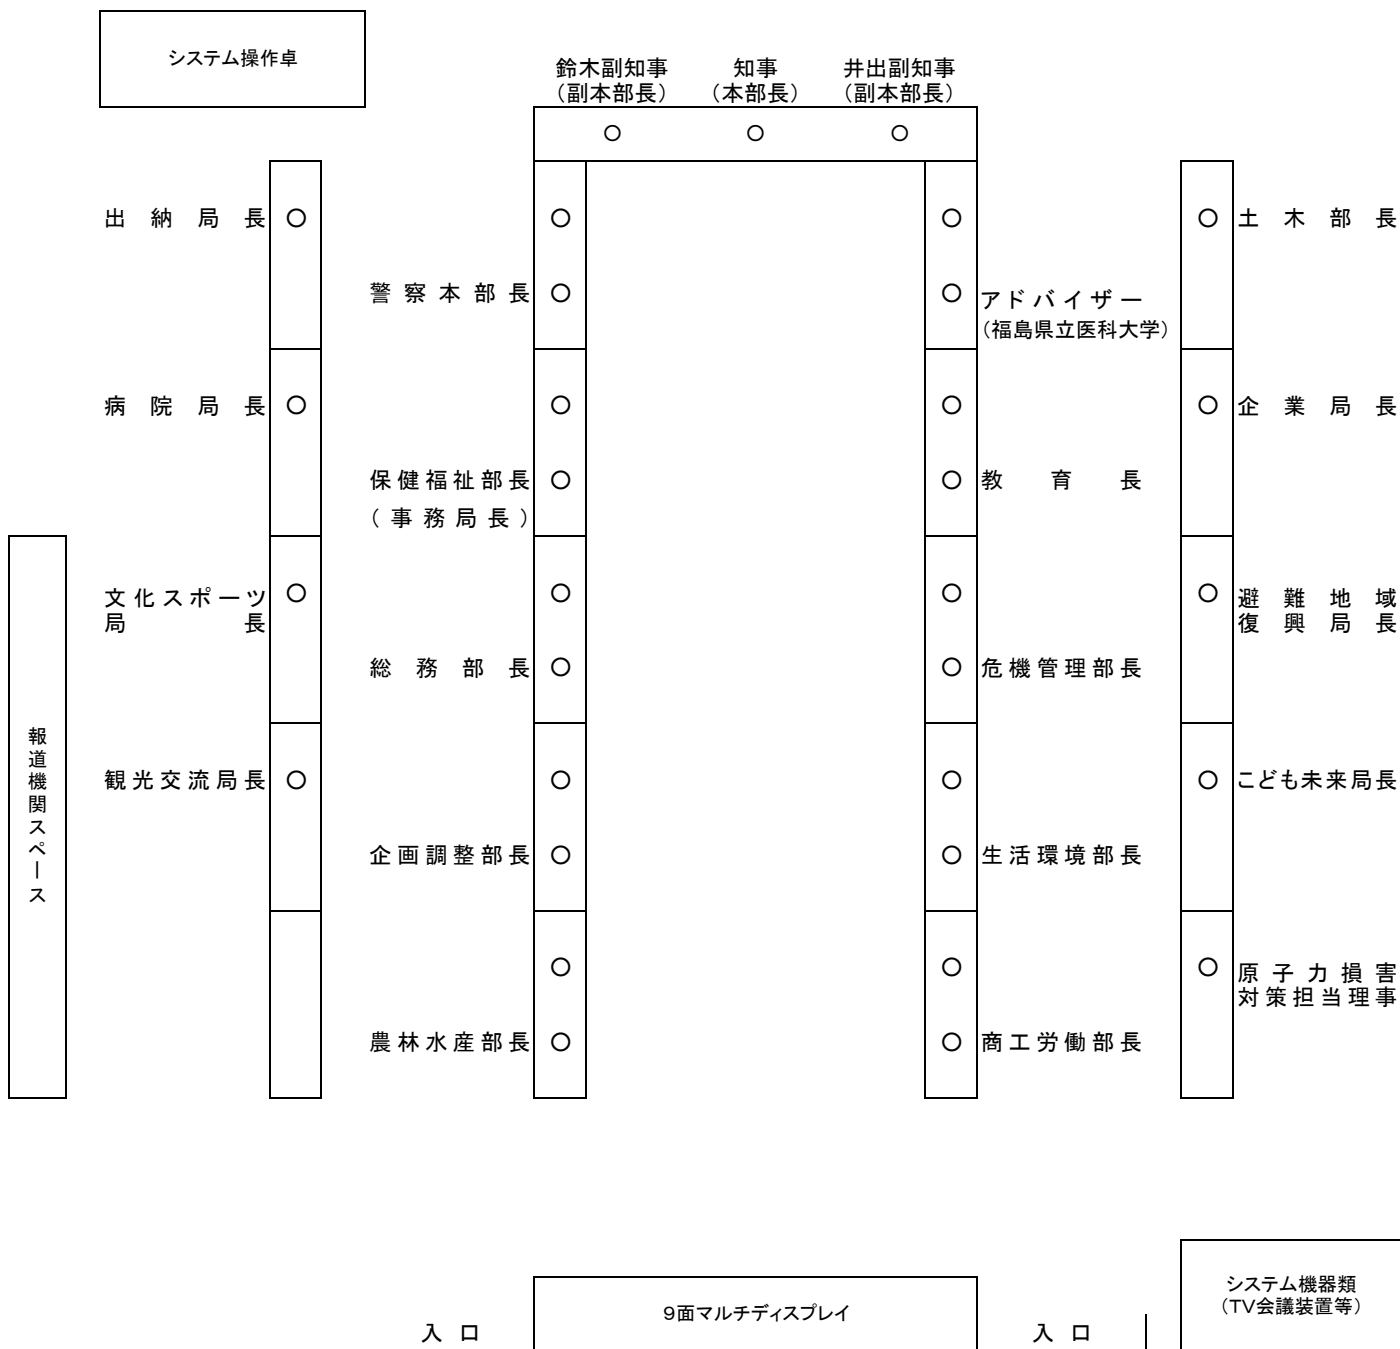 システム操作卓
鈴木副知事
（副本部長）
知事
（本部長）
井出副知事
（副本部長）
出納局長
土木部長
警察本部長
アドバイザー
（福島県立医科大学）
病院局長
企業局長
保健福祉部長
（事務局長）
教育長
文化スポーツ
局長
避難地域
復興局長
総務部長
危機管理部長
報道機関スペース
観光交流局長
こども未来局長
企画調整部長
生活環境部長
原子力損害
対策担当理事
農林水産部長
商工労働部長
システム機器類
（TV会議装置等）
9面マルチディスプレイ
入口
入口